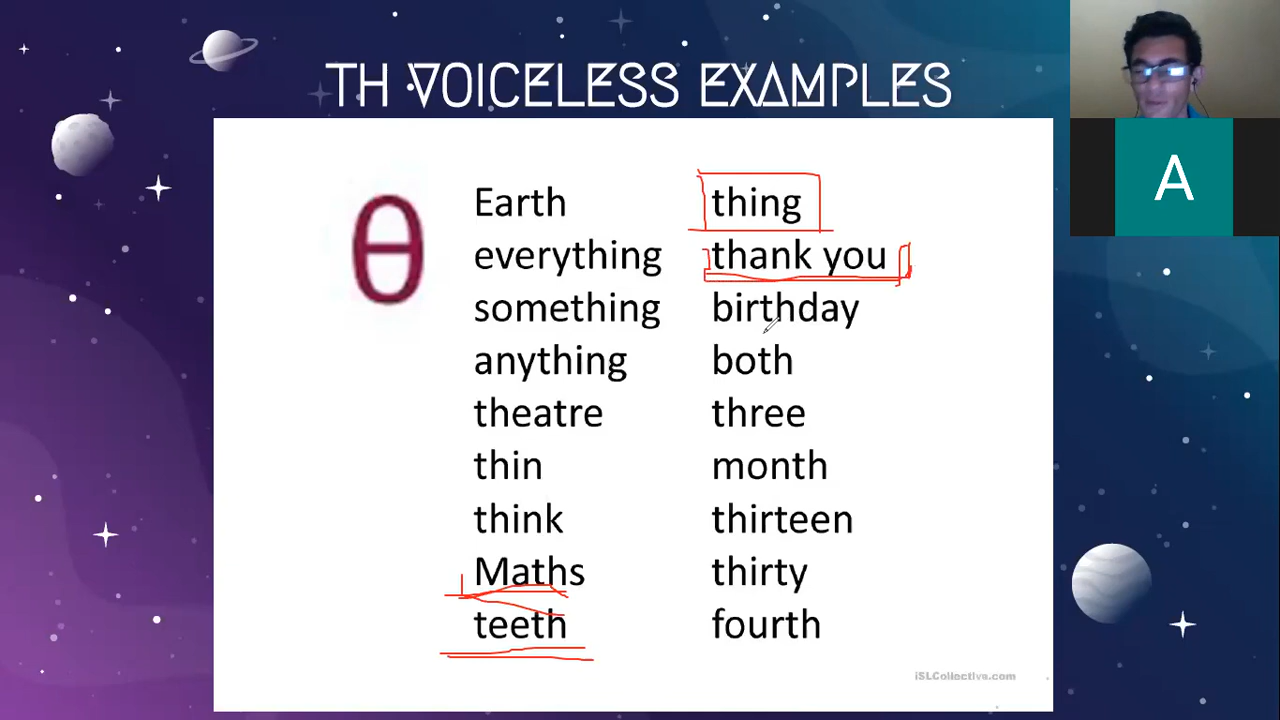 TH VOICELESS EXAMPLES
A
θ
Earth
everything
something
anything
theatre
thin
think
Maths
teeth
thing
thank you
birthday
both
three
month
thirteen
thirty
fourth
iSLCollective.com